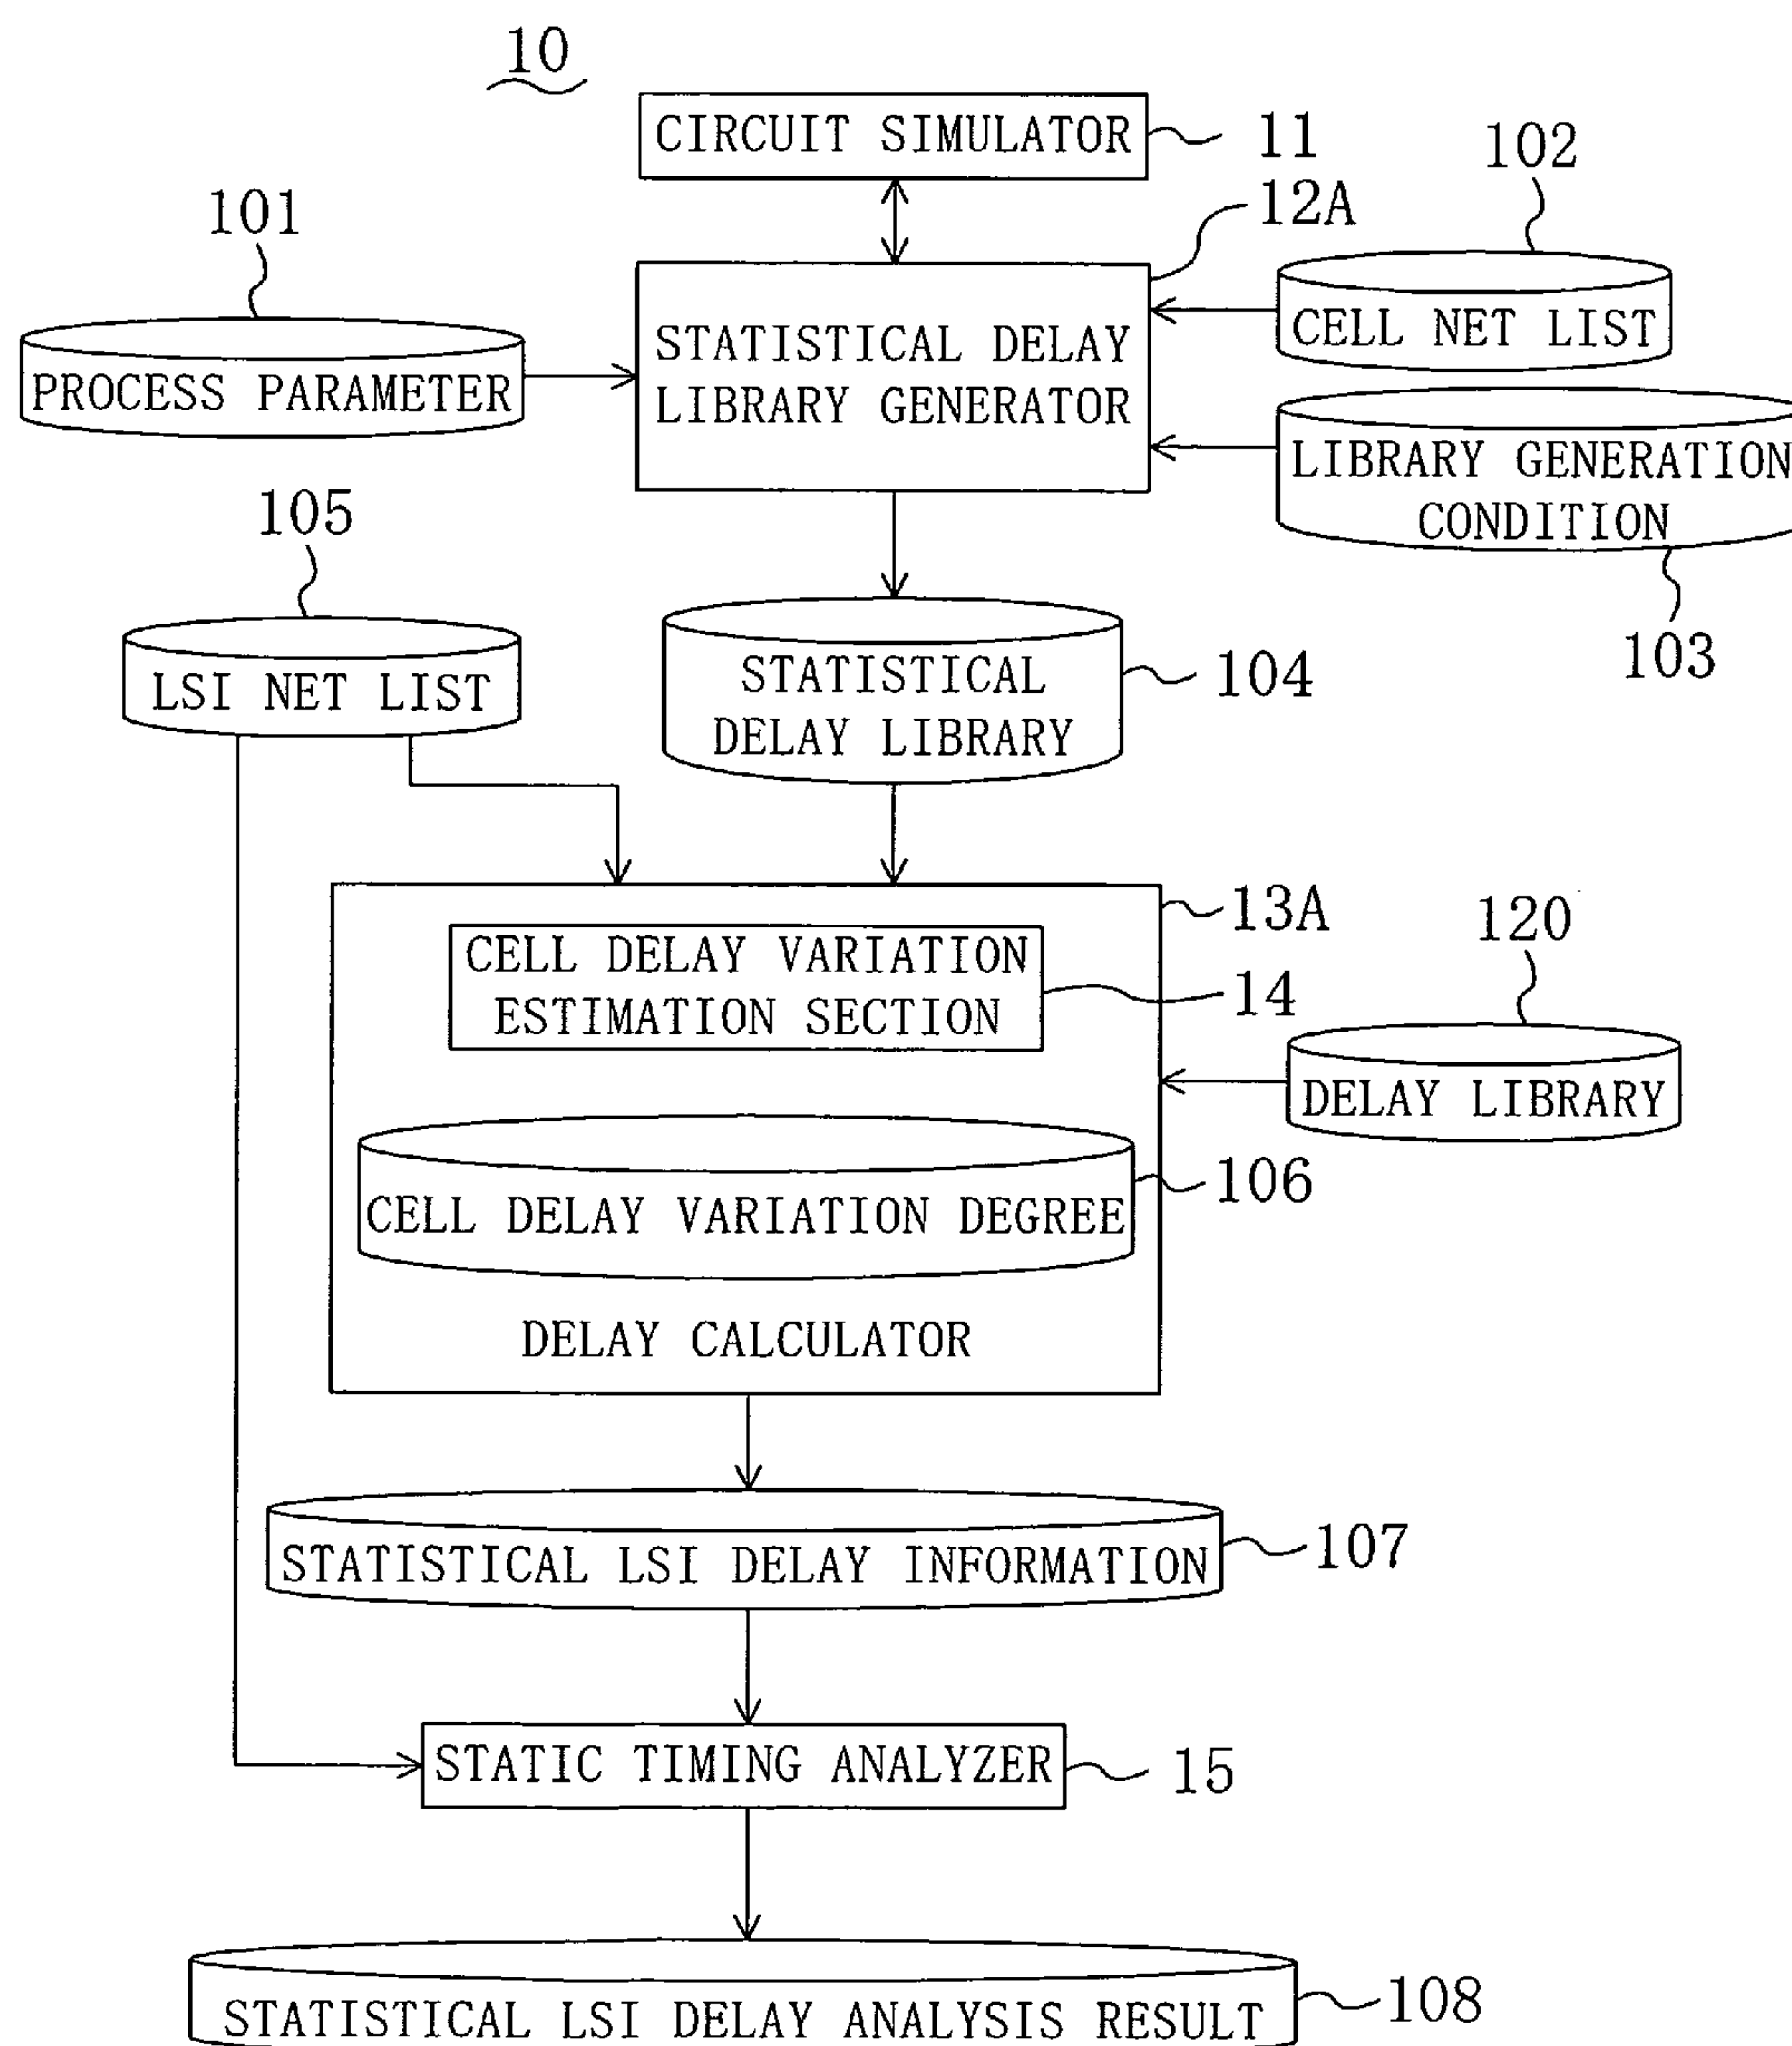 10
CIRCUIT SIMULATOR
11
102
12A
101
STATISTICAL DELAY
LIBRARY GENERATOR
CELL NET LIST
PROCESS PARAMETER
LIBRARY GENERATION
CONDITION
103
105
LSI NET LIST
STATISTICAL
DELAY LIBRARY
104
13A
CELL DELAY VARIATION
ESTIMATION SECTION
14
120
DELAY LIBRARY
CELL DELAY VARIATION DEGREE
106
DELAY CALCULATOR
STATISTICAL LSI DELAY INFORMATION
107
STATIC TIMING ANALYZER
15
STATISTICAL LSI DELAY ANALYSIS RESULT
108